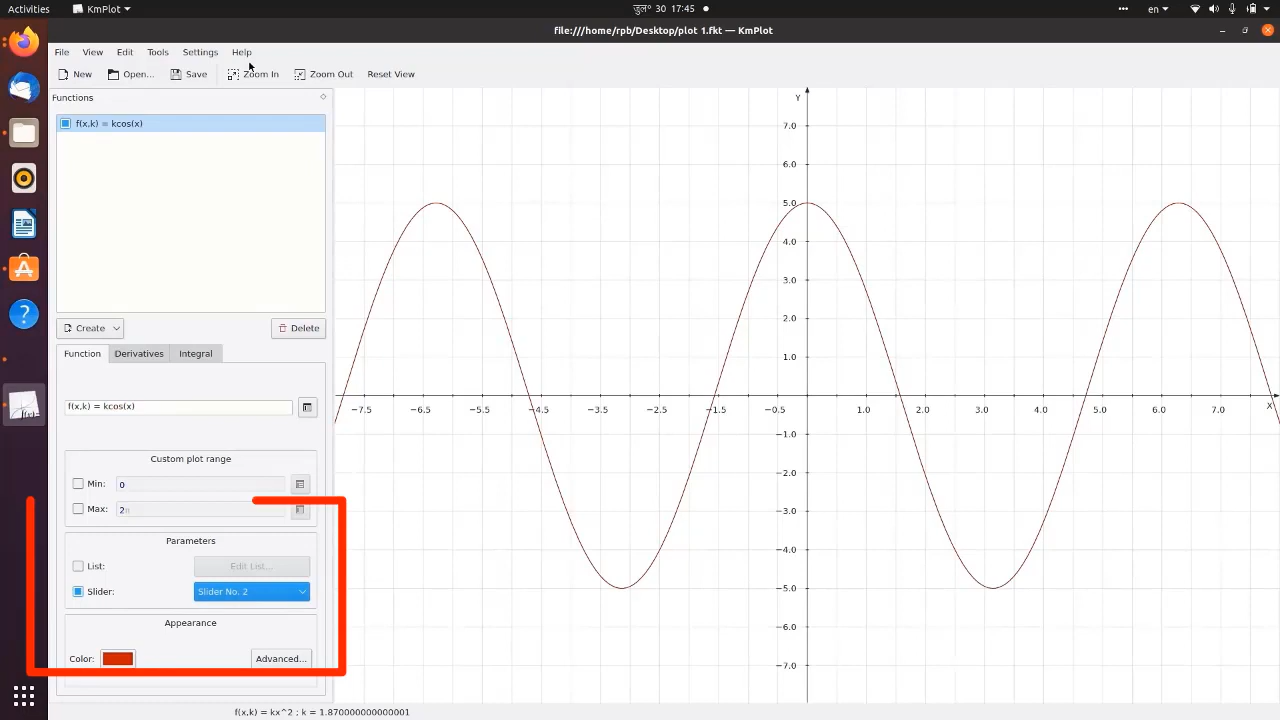 Activities
KmPlot
जुल॰ 30 17:45
en
file:///home/rpb/Desktop/plot 1.fkt — KmPlot
File View Edit Tools Settings Help
New Open... Save Zoom In Zoom Out Reset View
Functions
f(x,k) = kcos(x)
Create
Delete
Function Derivatives Integral
f(x,k) = kcos(x)
Custom plot range
Min: 0
Max: 2π
Parameters
List: Edit List...
Slider: Slider No. 2
Appearance
Color: Advanced...
Y
7.0
6.0
5.0
4.0
3.0
2.0
1.0
−7.5 −6.5 −5.5 −4.5 −3.5 −2.5 −1.5 −0.5 1.0 2.0 3.0 4.0 5.0 6.0 7.0 X
−1.0
−2.0
−3.0
−4.0
−5.0
−6.0
−7.0
f(x,k) = kx^2 ; k = 1.870000000000001